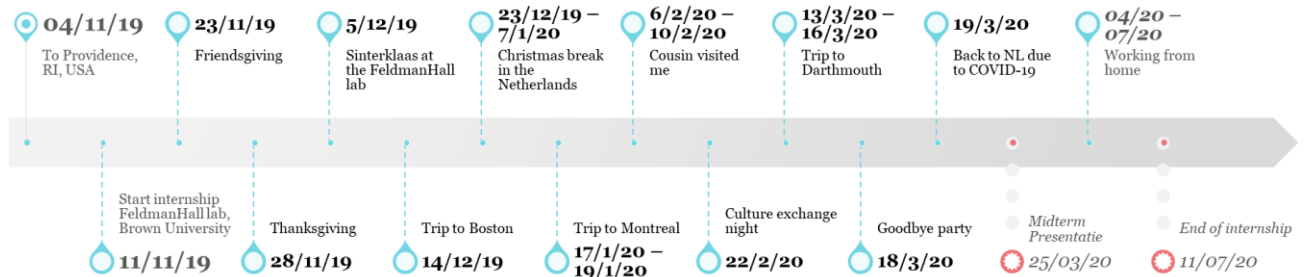 04/11/19
To Providence,
RI, USA
23/11/19
Friendsgiving
5/12/19
Sinterklaas at
the FeldmanHall
lab
23/12/19 –
7/1/20
Christmas break
in the
Netherlands
6/2/20 –
10/2/20
Cousin visited
me
13/3/20 –
16/3/20
Trip to
Darthmouth
19/3/20
Back to NL due
to COVID-19
04/20 –
07/20
Working from
home
Start internship
FeldmanHall lab,
Brown University
11/11/19
Thanksgiving
28/11/19
Trip to Boston
14/12/19
Trip to Montreal
17/1/20 –
19/1/20
Culture exchange
night
22/2/20
Goodbye party
18/3/20
Midterm
Presentatie
25/03/20
End of internship
11/07/20